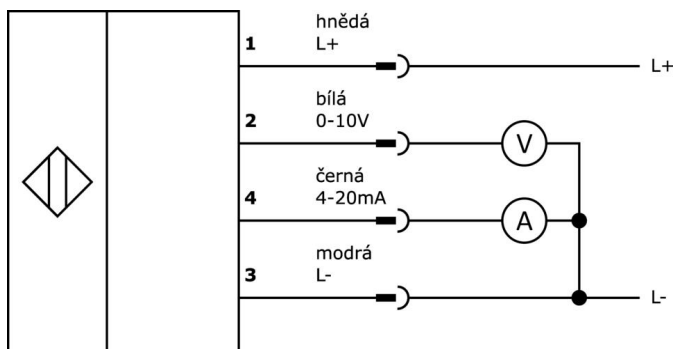 hnědá
1 L+
L+
bílá
2 0-10V
V
černá
4 4-20mA
A
modrá
3 L-
L-